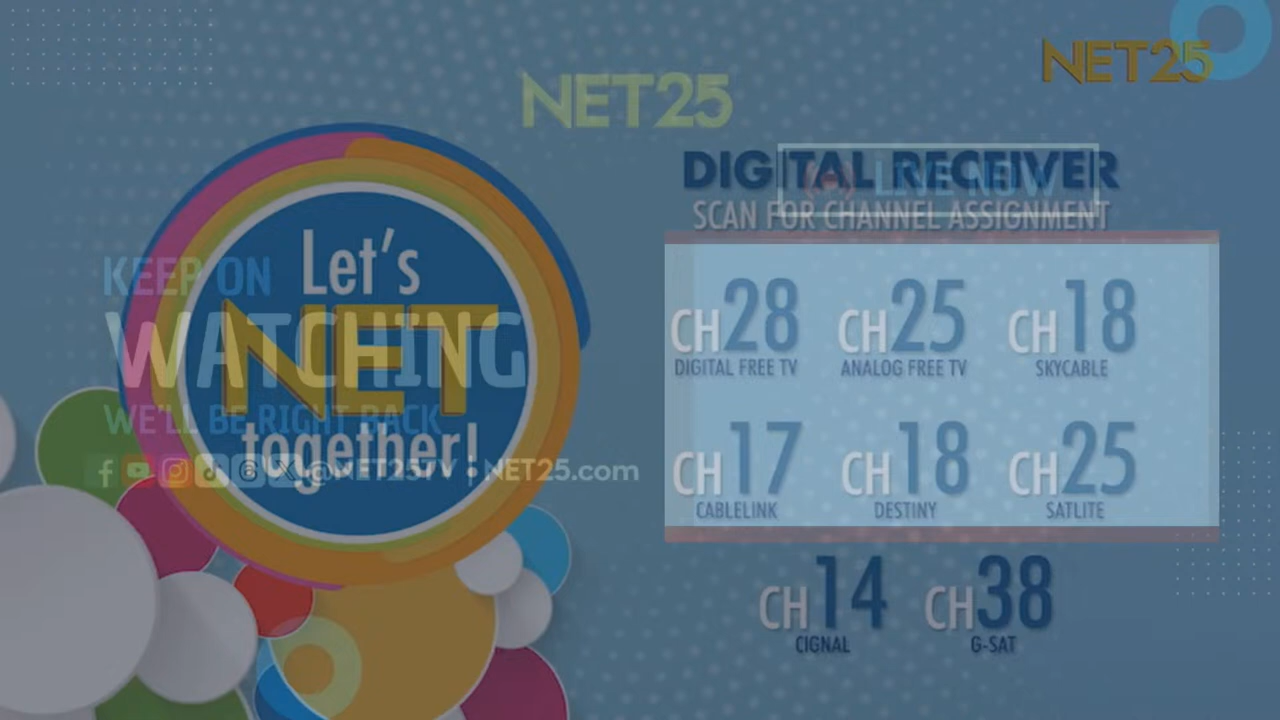 NET25
NET25
DIGITAL RECEIVER
LIVE NOW
SCAN FOR CHANNEL ASSIGNMENT
KEEP ON
WATCHING
WE'LL BE RIGHT BACK
@NET25TV | NET25.com
Let's
NET
together!
CH28
DIGITAL FREE TV
CH25
ANALOG FREE TV
CH18
SKYCABLE
CH17
CABLELINK
CH18
DESTINY
CH25
SATLITE
CH14
CIGNAL
CH38
G-SAT